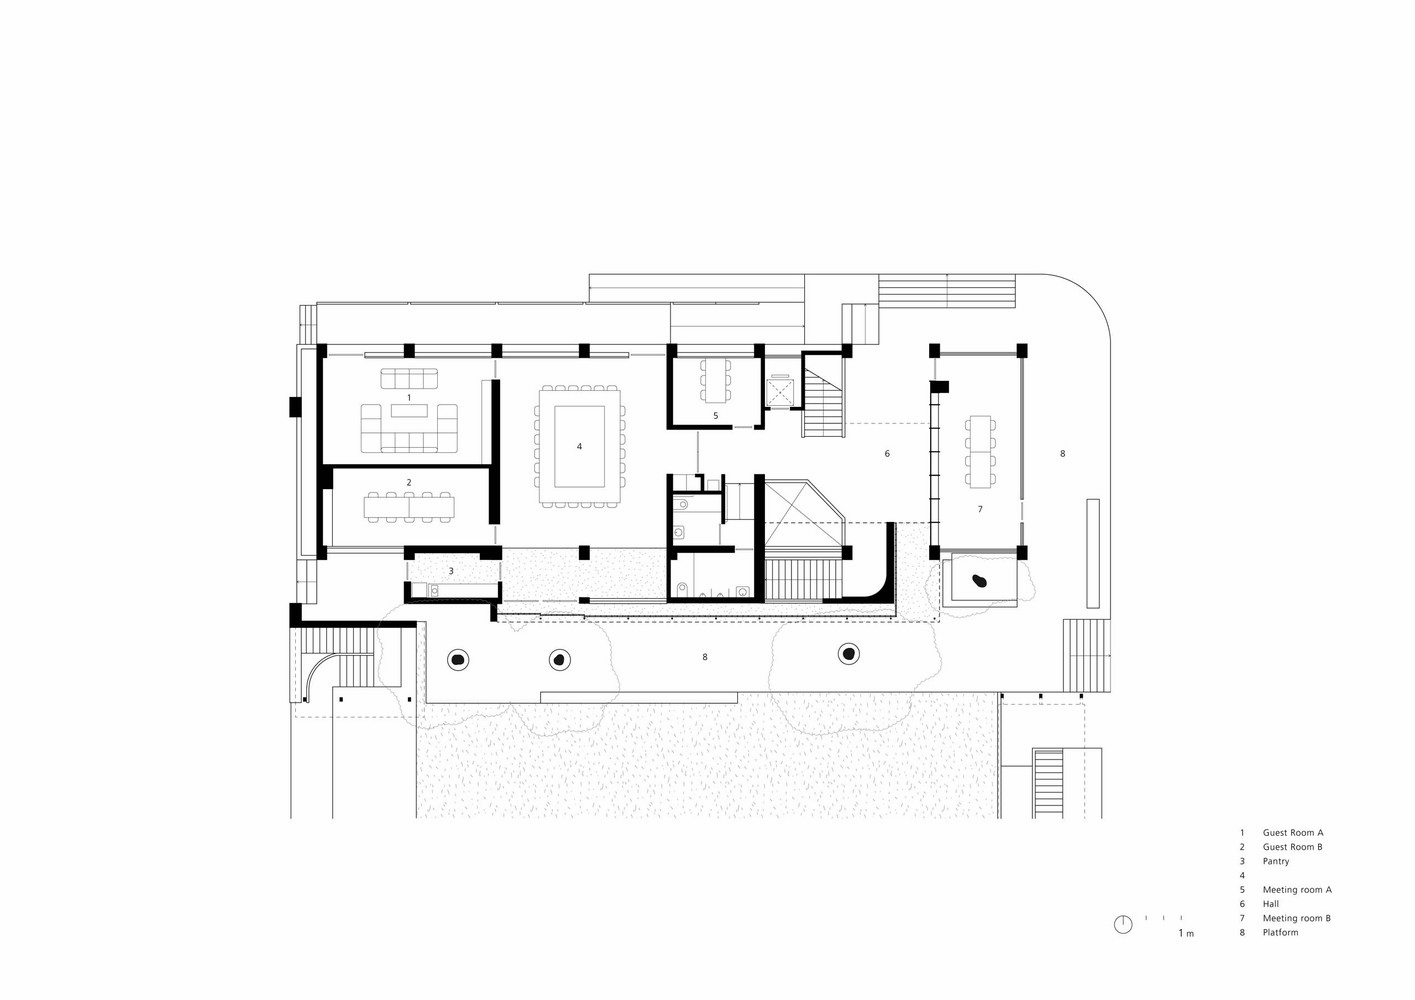 1
2
3
4
5
6
7
8
8
1 Guest Room A
2 Guest Room B
3 Pantry
4
5 Meeting room A
6 Hall
7 Meeting room B
8 Platform
1 m